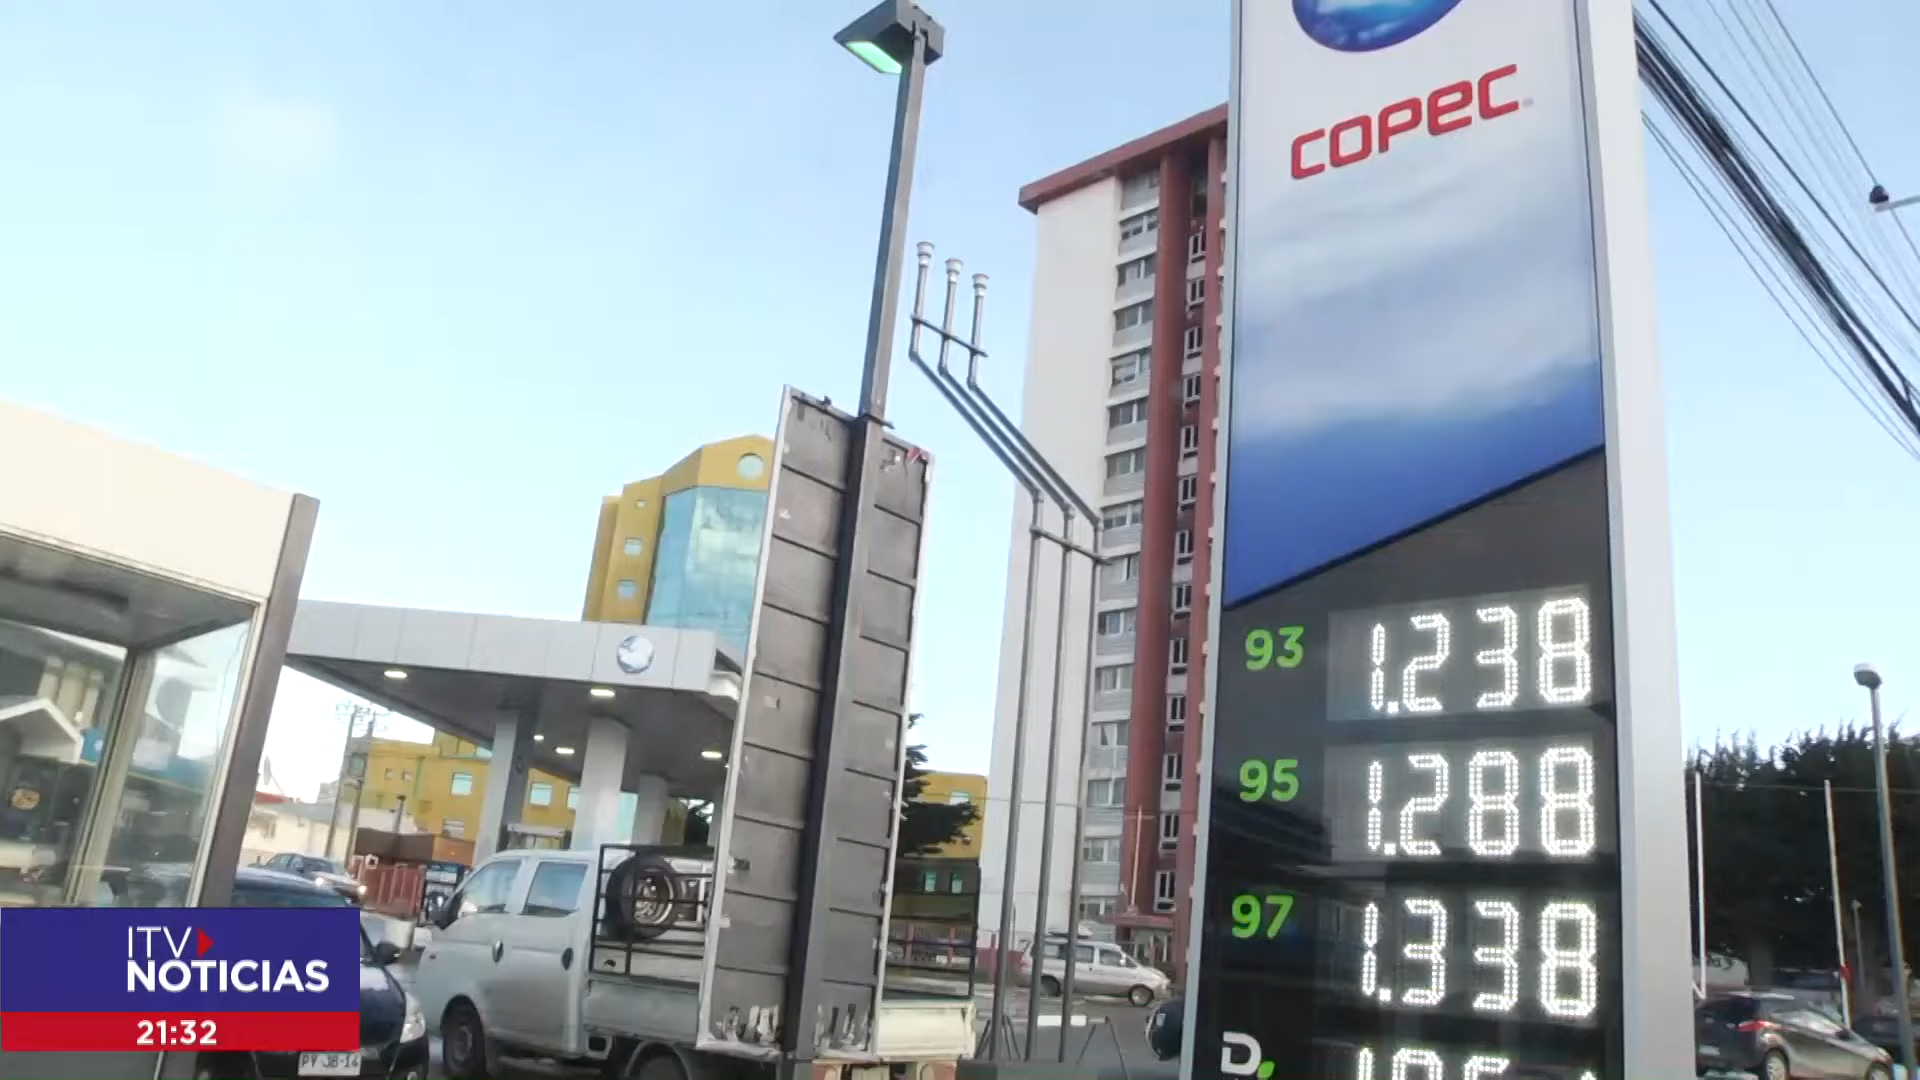 COPEC
93 1.238
95 1.288
97 1.338
D.
ITV
NOTICIAS
21:32